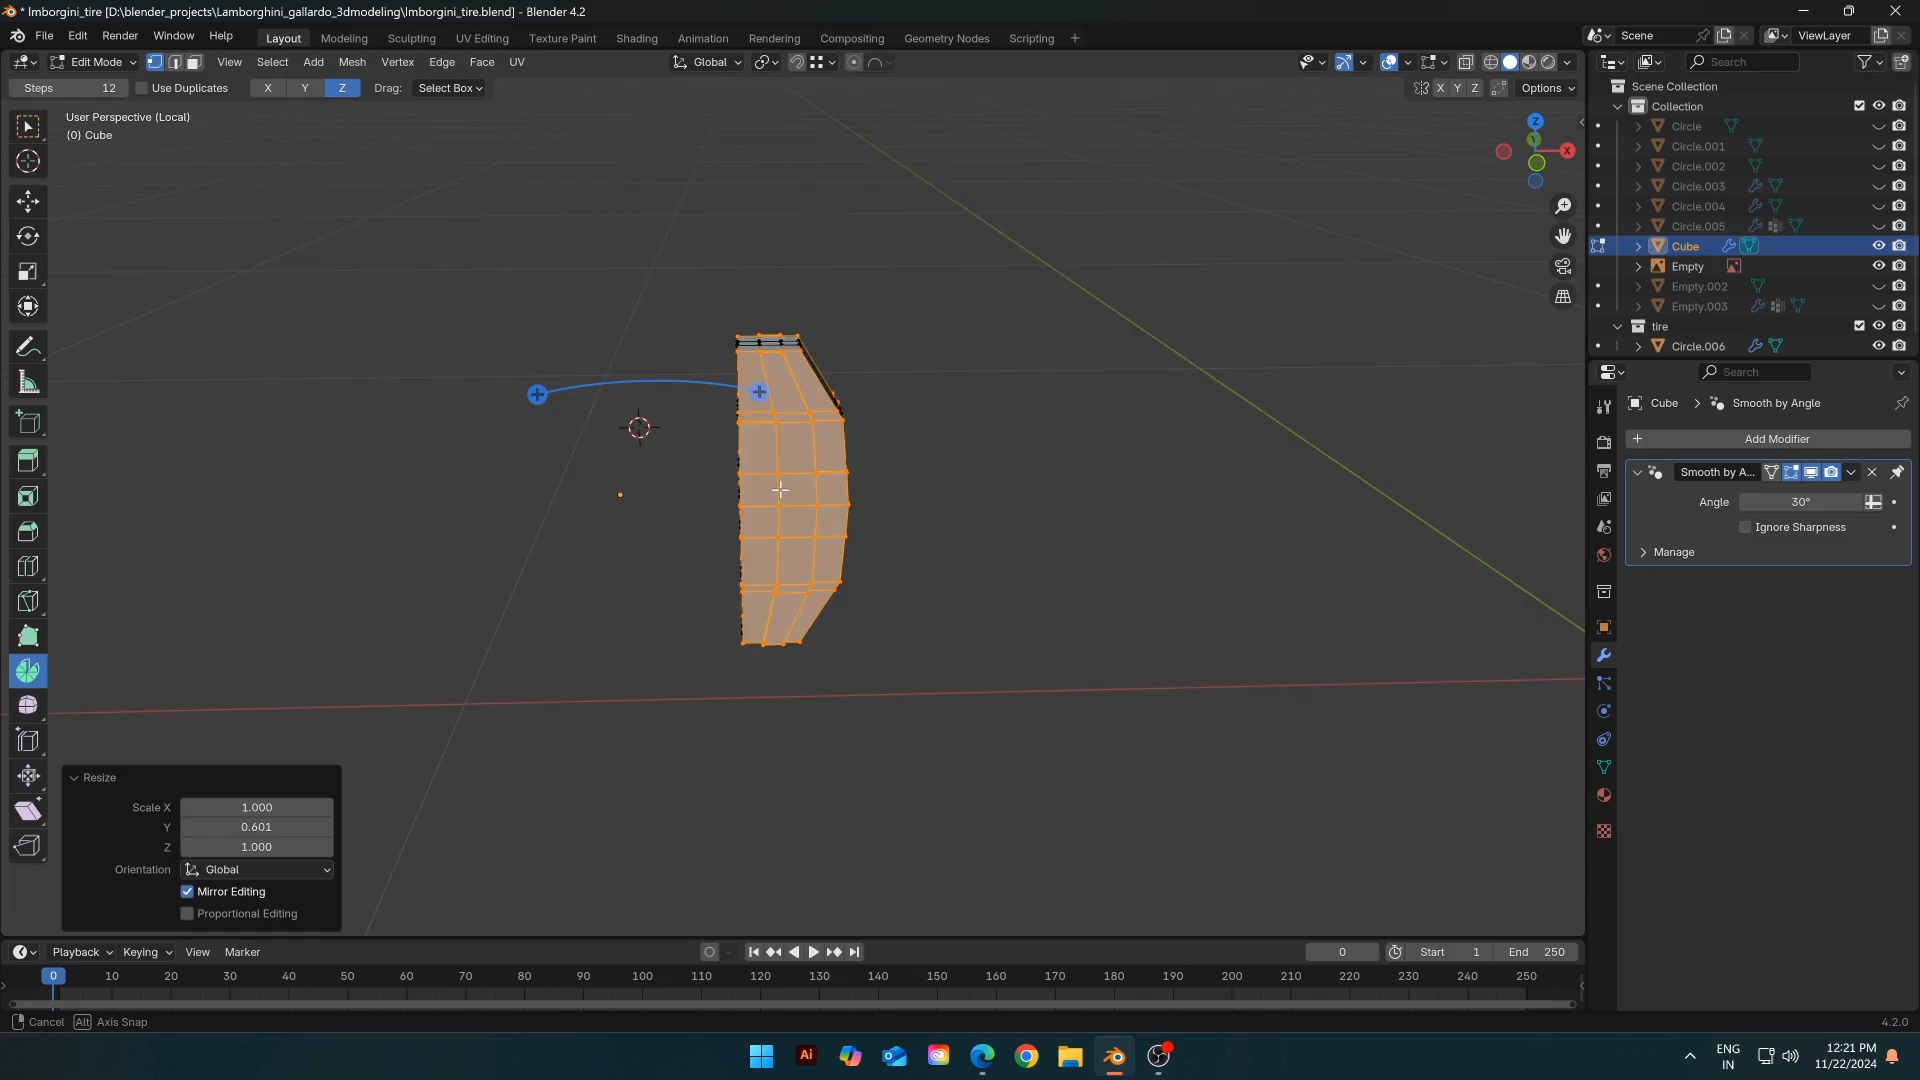 * lmborgini_tire [D:\blender_projects\Lamborghini_gallardo_3dmodeling\lmborgini_tire.blend] - Blender 4.2
File Edit Render Window Help
Layout Modeling Sculpting UV Editing Texture Paint Shading Animation Rendering Compositing Geometry Nodes Scripting +
Scene ViewLayer
Edit Mode View Select Add Mesh Vertex Edge Face UV Global Search
Steps 12 Use Duplicates X Y Z Drag: Select Box X Y Z Options
User Perspective (Local)
(0) Cube
Z
Y
X
Scene Collection
Collection
Circle
Circle.001
Circle.002
Circle.003
Circle.004
Circle.005
Cube
Empty
Empty.002
Empty.003
tire
Circle.006
Search
Cube > Smooth by Angle
+ Add Modifier
Smooth by A...
Angle 30°
Ignore Sharpness
Manage
Resize
Scale X 1.000
Y 0.601
Z 1.000
Orientation Global
Mirror Editing
Proportional Editing
Playback Keying View Marker 0 Start 1 End 250
0 10 20 30 40 50 60 70 80 90 100 110 120 130 140 150 160 170 180 190 200 210 220 230 240 250
Cancel Alt Axis Snap 4.2.0
Ai
ENG
IN
12:21 PM
11/22/2024